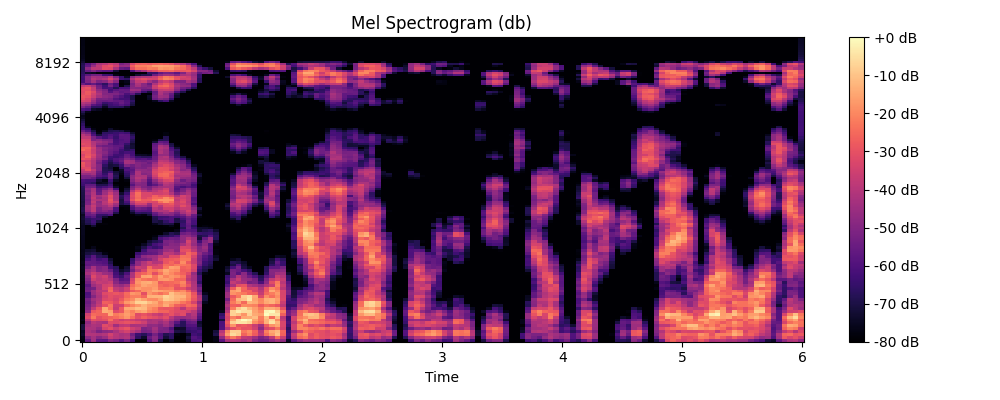 Mel Spectrogram (db)
Hz
8192
4096
2048
1024
512
0
0 1 2 3 4 5 6
Time
+0 dB
-10 dB
-20 dB
-30 dB
-40 dB
-50 dB
-60 dB
-70 dB
-80 dB